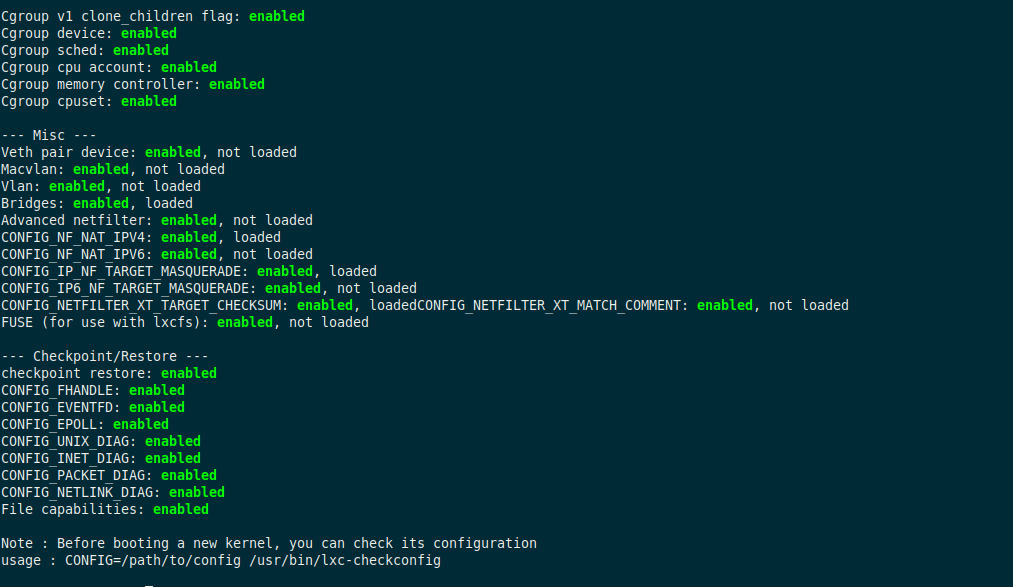 Cgroup v1 clone_children flag: enabled
Cgroup device: enabled
Cgroup sched: enabled
Cgroup cpu account: enabled
Cgroup memory controller: enabled
Cgroup cpuset: enabled
--- Misc ---
Veth pair device: enabled, not loaded
Macvlan: enabled, not loaded
Vlan: enabled, not loaded
Bridges: enabled, loaded
Advanced netfilter: enabled, not loaded
CONFIG_NF_NAT_IPV4: enabled, loaded
CONFIG_NF_NAT_IPV6: enabled, not loaded
CONFIG_IP_NF_TARGET_MASQUERADE: enabled, loaded
CONFIG_IP6_NF_TARGET_MASQUERADE: enabled, not loaded
CONFIG_NETFILTER_XT_TARGET_CHECKSUM: enabled, loadedCONFIG_NETFILTER_XT_MATCH_COMMENT: enabled, not loaded
FUSE (for use with lxcfs): enabled, not loaded
--- Checkpoint/Restore ---
checkpoint restore: enabled
CONFIG_FHANDLE: enabled
CONFIG_EVENTFD: enabled
CONFIG_EPOLL: enabled
CONFIG_UNIX_DIAG: enabled
CONFIG_INET_DIAG: enabled
CONFIG_PACKET_DIAG: enabled
CONFIG_NETLINK_DIAG: enabled
File capabilities: enabled
Note : Before booting a new kernel, you can check its configuration
usage : CONFIG=/path/to/config /usr/bin/lxc-checkconfig